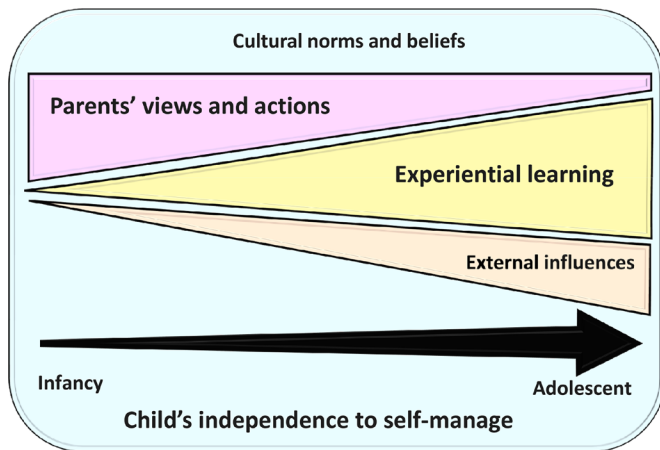 Cultural norms and beliefs
Parents’ views and actions
Experiential learning
External influences
Infancy
Adolescent
Child’s independence to self-manage